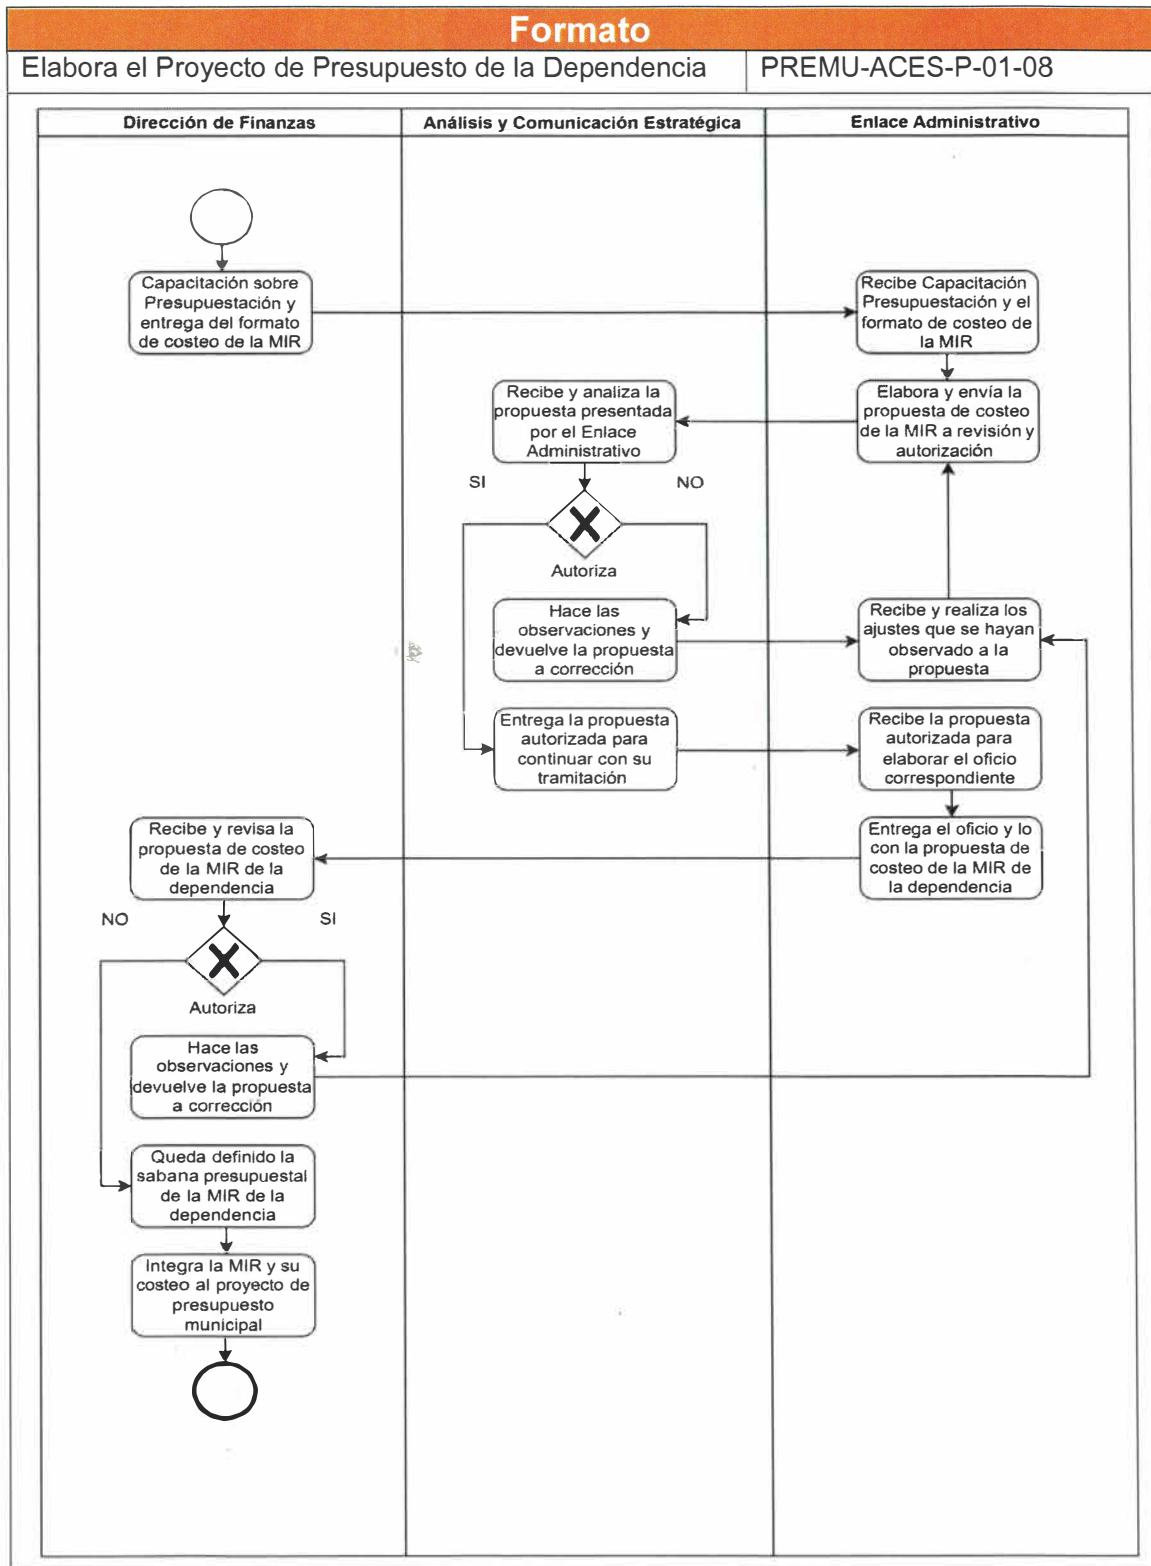 Formato
Elabora el Proyecto de Presupuesto de la Dependencia
PREMU-ACES-P-01-08
Dirección de Finanzas
Análisis y Comunicación Estratégica
Enlace Administrativo
Capacitación sobre
Presupuestación y
entrega del formato
de costeo de la MIR
Recibe Capacitación
Presupuestación y el
formato de costeo de
la MIR
Recibe y analiza la
propuesta presentada
por el Enlace
Administrativo
Elabora y envía la
propuesta de costeo
de la MIR a revisión y
autorización
SI
NO
Autoriza
Hace las
observaciones y
devuelve la propuesta
a corrección
Recibe y realiza los
ajustes que se hayan
observado a la
propuesta
Entrega la propuesta
autorizada para
continuar con su
tramitación
Recibe la propuesta
autorizada para
elaborar el oficio
correspondiente
Recibe y revisa la
propuesta de costeo
de la MIR de la
dependencia
Entrega el oficio y lo
con la propuesta de
costeo de la MIR de
la dependencia
NO
SI
Autoriza
Hace las
observaciones y
devuelve la propuesta
a corrección
Queda definido la
sabana presupuestal
de la MIR de la
dependencia
Integra la MIR y su
costeo al proyecto de
presupuesto
municipal